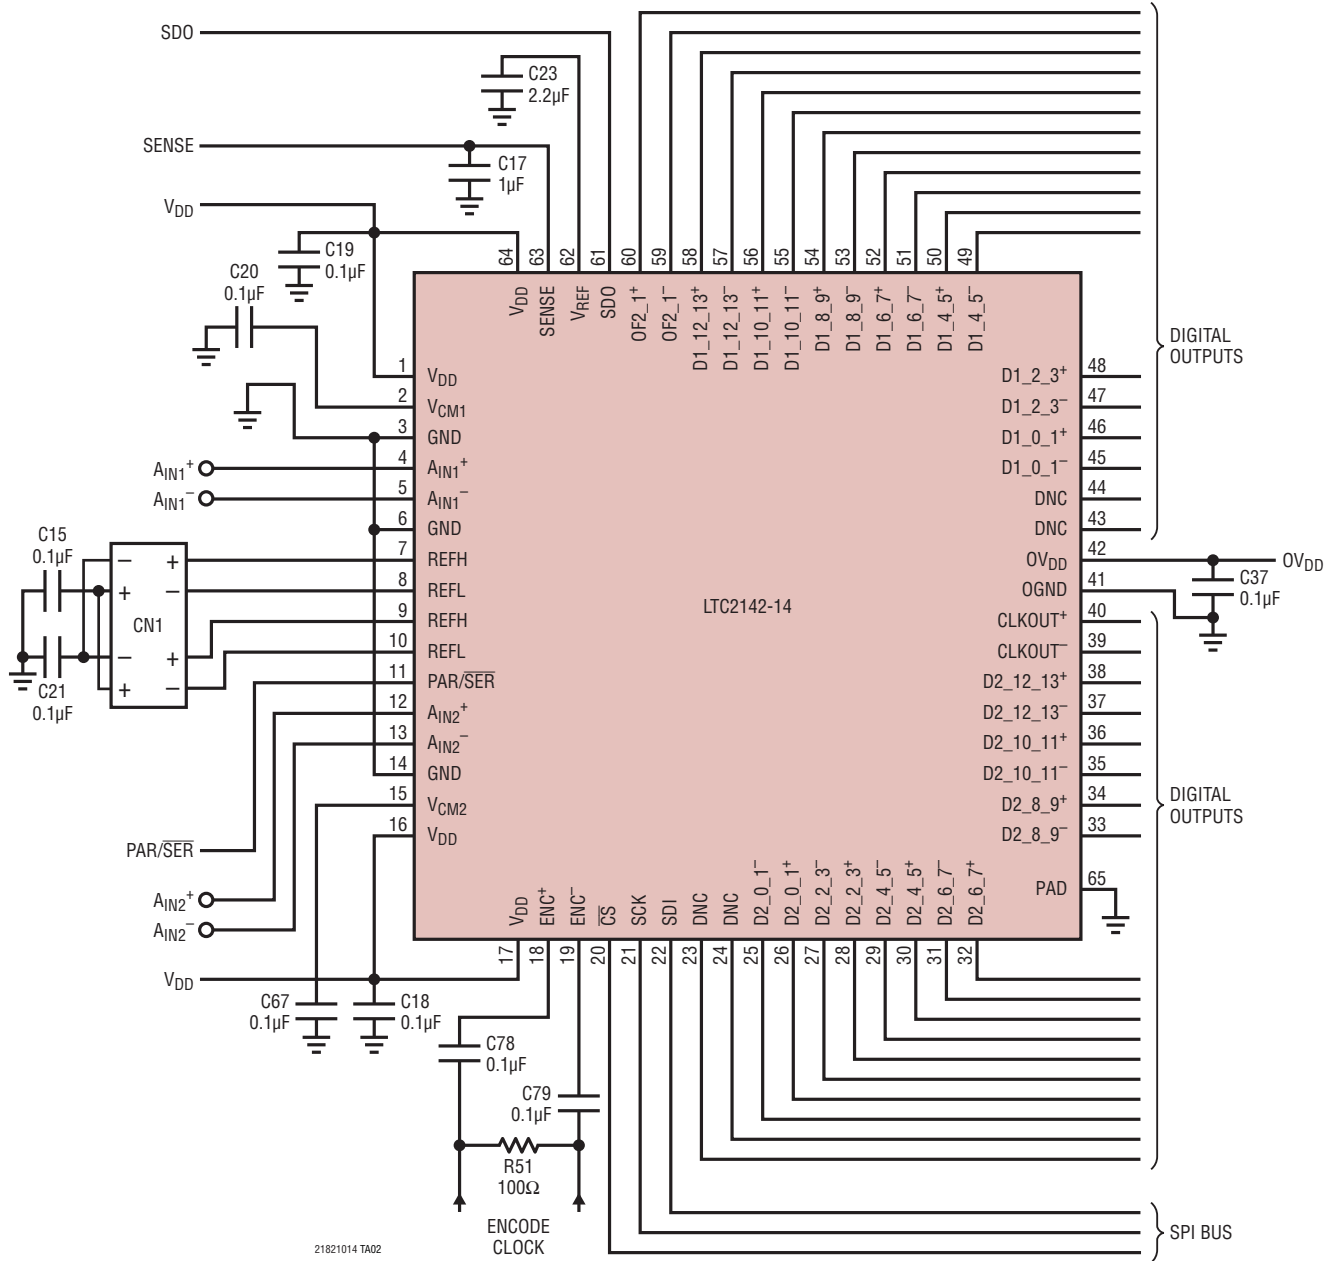 SDO
C23
2.2µF
SENSE
C17
1µF
VDD
C19
0.1µF
C20
0.1µF
64
63
62
61
60
59
58
57
56
55
54
53
52
51
50
49
VDD
SENSE
VREF
SDO
OF2_1+
OF2_1–
D1_12_13+
D1_12_13–
D1_10_11+
D1_10_11–
D1_8_9+
D1_8_9–
D1_6_7+
D1_6_7–
D1_4_5+
D1_4_5–
DIGITAL
OUTPUTS
1 VDD
2 VCM1
3 GND
AIN1+ 4 AIN1+
AIN1– 5 AIN1–
6 GND
7 REFH
8 REFL
9 REFH
10 REFL
11 PAR/SER
12 AIN2+
13 AIN2–
14 GND
15 VCM2
16 VDD
C15
0.1µF
– +
+ –
CN1
– +
+ –
C21
0.1µF
PAR/SER
AIN2+
AIN2–
VDD
LTC2142-14
D1_2_3+ 48
D1_2_3– 47
D1_0_1+ 46
D1_0_1– 45
DNC 44
DNC 43
OVDD 42 OVDD
OGND 41
C37
0.1µF
CLKOUT+ 40
CLKOUT– 39
D2_12_13+ 38
D2_12_13– 37
D2_10_11+ 36
D2_10_11– 35
D2_8_9+ 34
D2_8_9– 33
PAD 65
DIGITAL
OUTPUTS
VDD
ENC+
ENC–
CS
SCK
SDI
DNC
DNC
D2_0_1–
D2_0_1+
D2_2_3–
D2_2_3+
D2_4_5–
D2_4_5+
D2_6_7–
D2_6_7+
17
18
19
20
21
22
23
24
25
26
27
28
29
30
31
32
C67
0.1µF
C18
0.1µF
C78
0.1µF
C79
0.1µF
R51
100Ω
ENCODE
CLOCK
SPI BUS
21821014 TA02